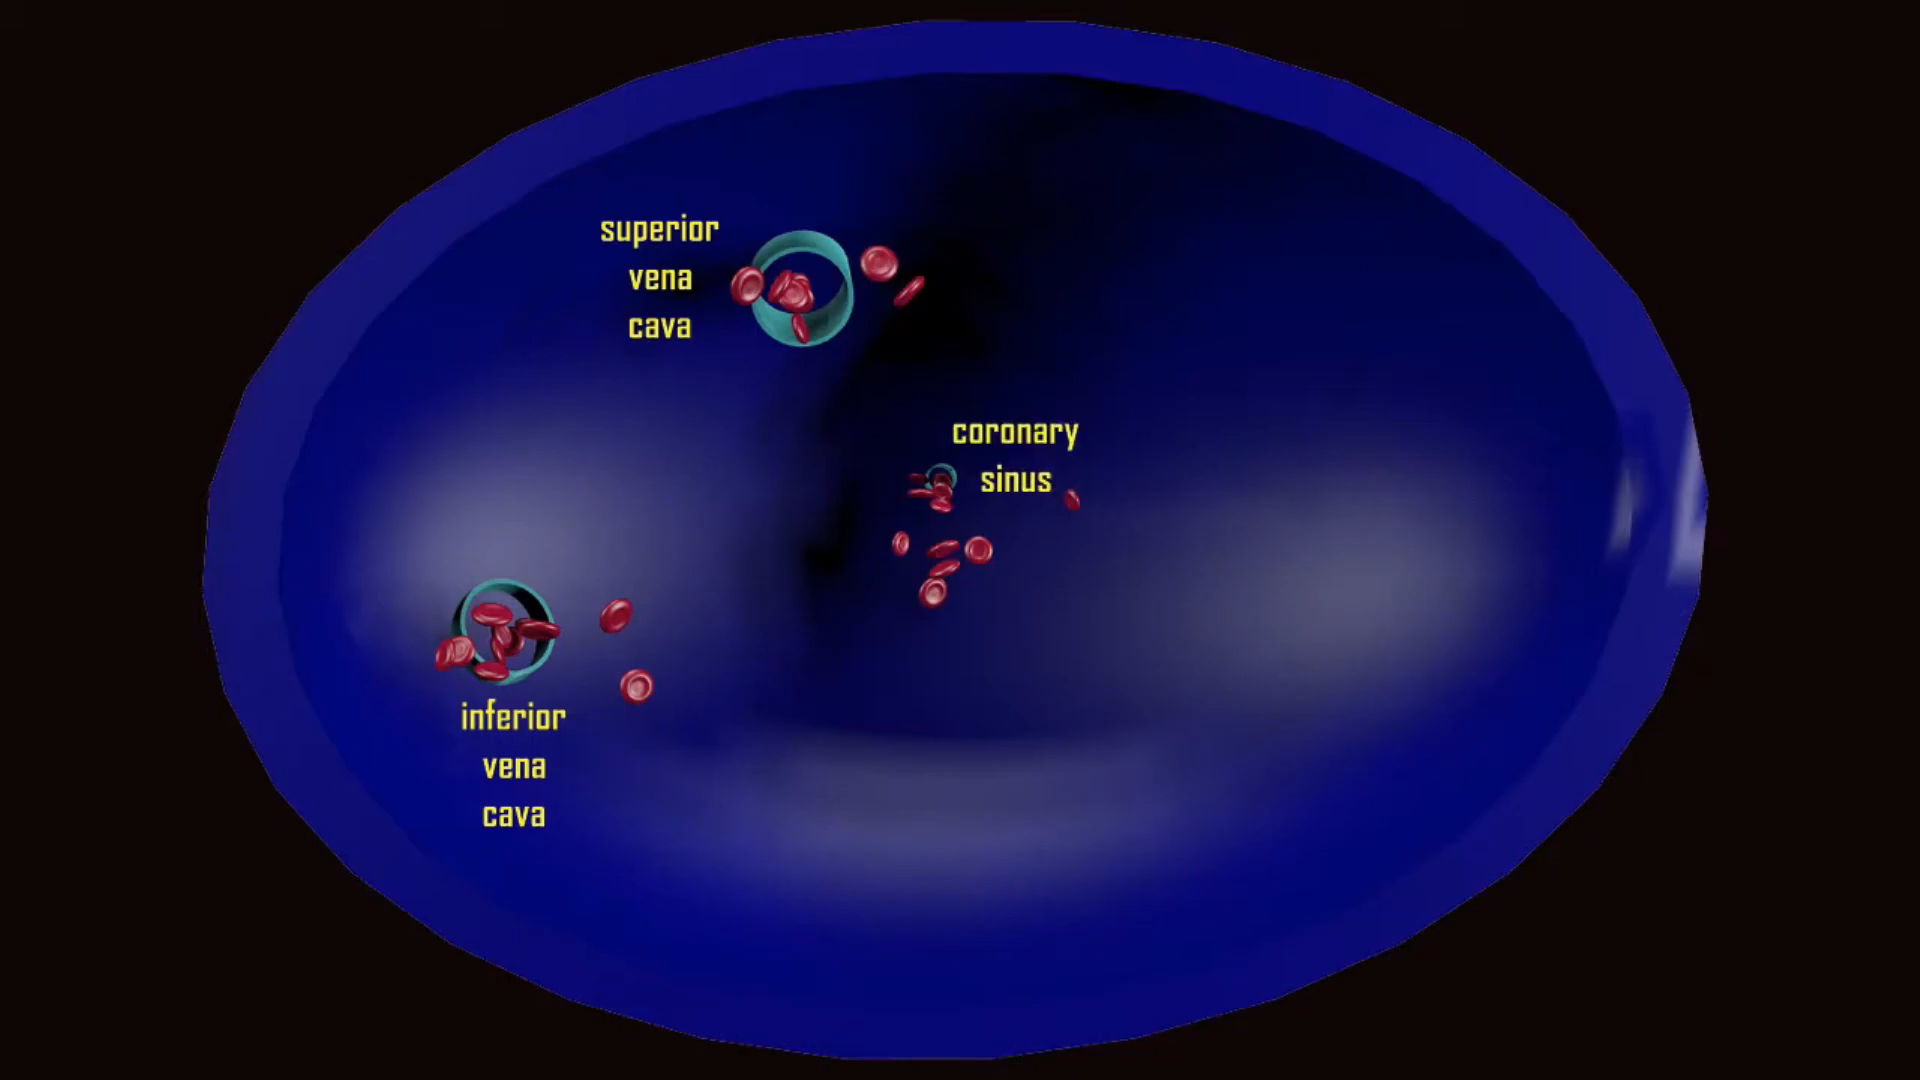 superior
vena
cava
coronary
sinus
inferior
vena
cava